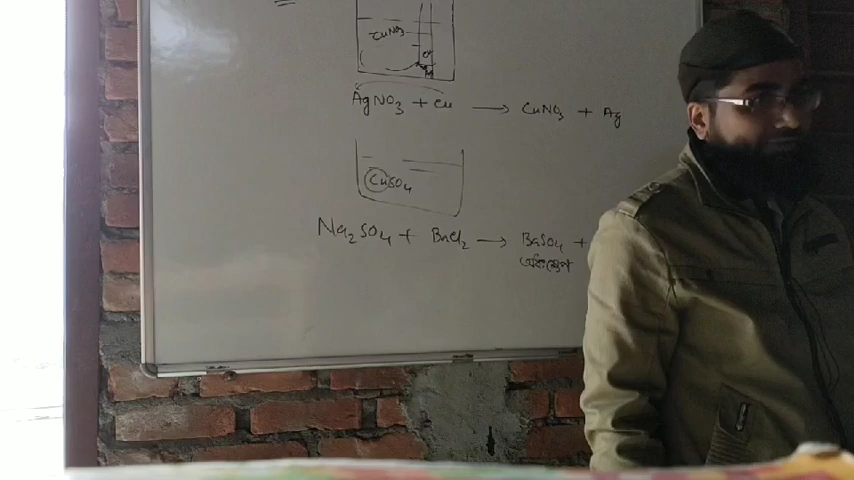 CuNO₃
AgNO₃ + Cu → CuNO₃ + Ag
CuSO₄
Na₂SO₄ + BaCl₂ → BaSO₄ +
অধঃক্ষেপ